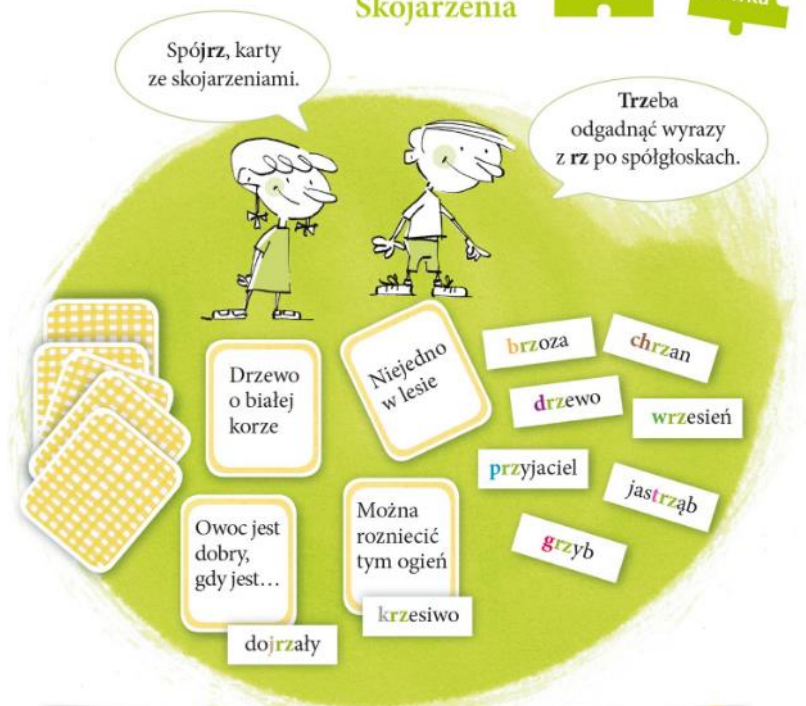 Skojarzenia
Spójrz, karty
ze skojarzeniami.
Trzeba
odgadnąć wyrazy
z rz po spółgłoskach.
Drzewo
o białej
korze
Niejedno
w lesie
brzoza
chrzan
drzewo
wrzesień
przyjaciel
jastrząb
grzyb
Owoc jest
dobry,
gdy jest…
dojrzały
Można
rozniecić
tym ogień
krzesiwo